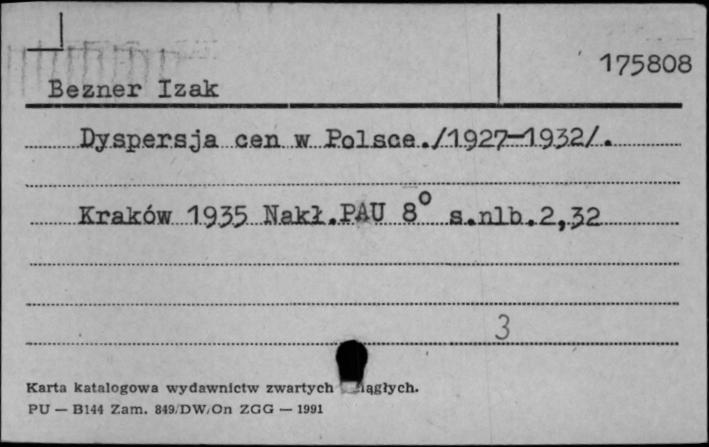 175808
Bezner Izak
Dyspersja cen w Polsce./1927-1932/.
Kraków 1935 Nakł.PAU 8° s.nlb.2,32
3
Karta katalogowa wydawnictw zwartych
PU — B144 Zam. 849/DW/On ZGG — 1991